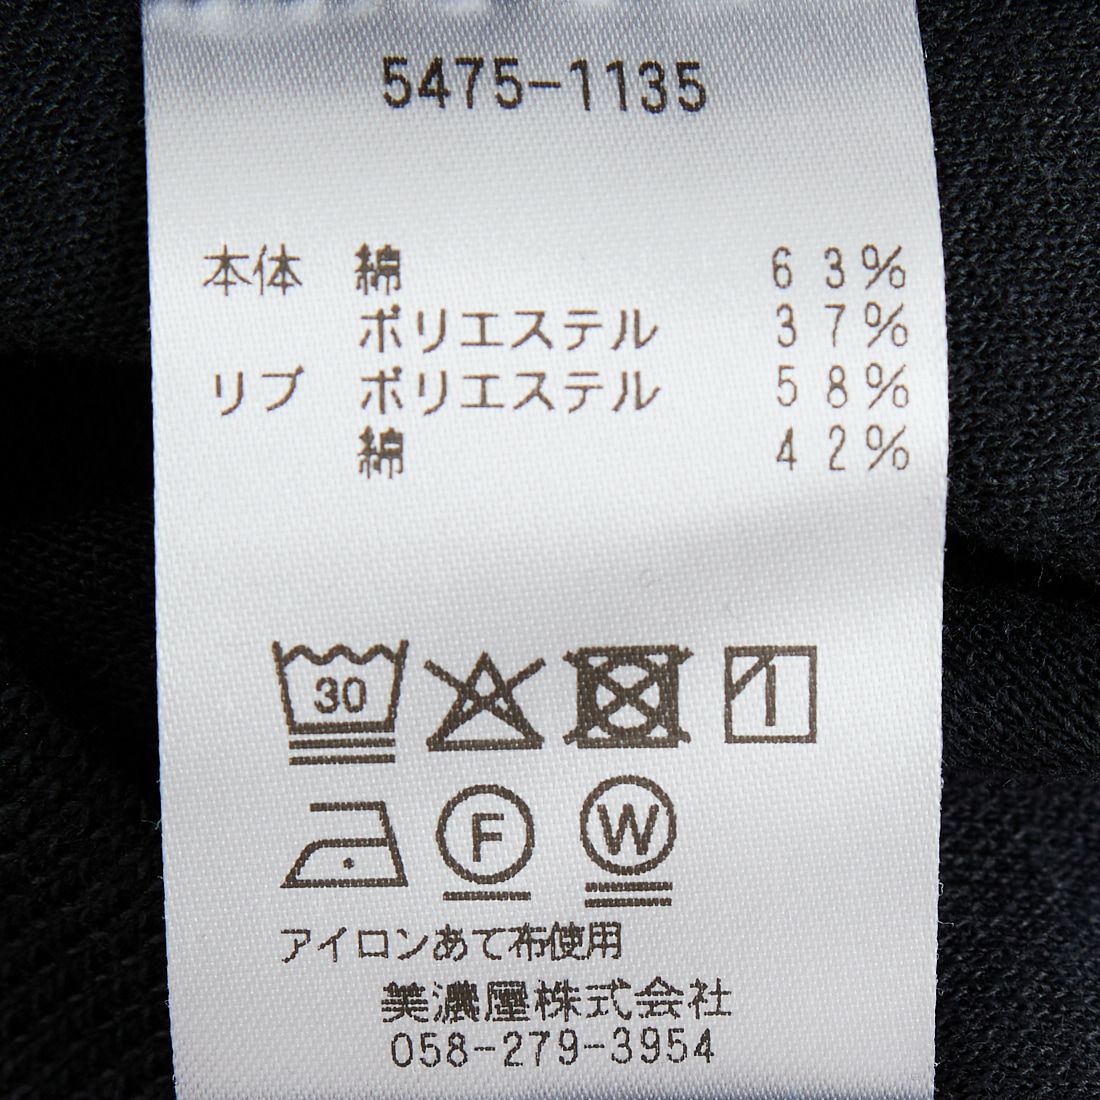 5475-1135
本体 綿 63%
ポリエステル 37%
リブ ポリエステル 58%
綿 42%
30
F W
アイロンあて布使用
美濃屋株式会社
058-279-3954